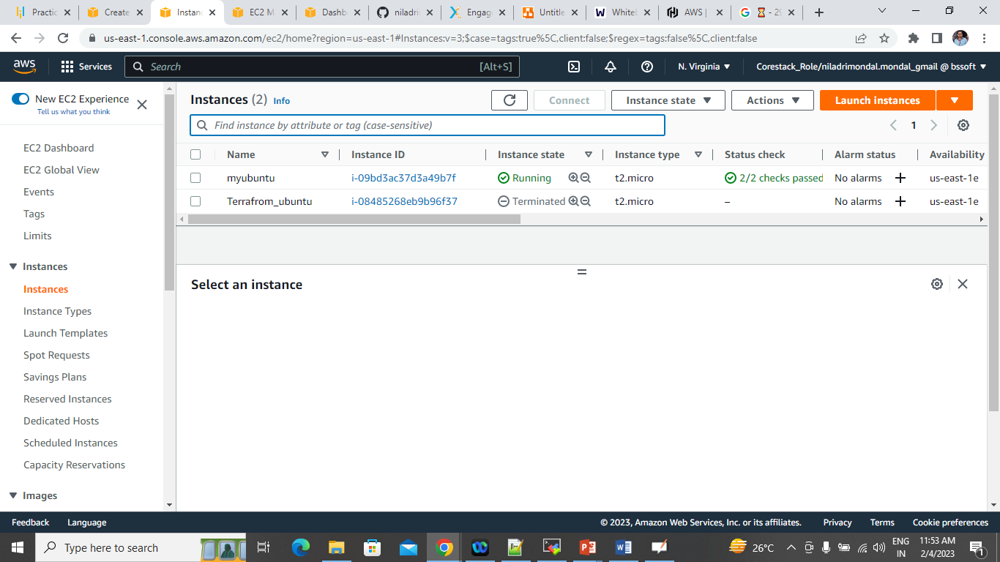 Practic
Create
Instanc
EC2 M
Dashb
niladri
Engag
Untitle
Whitel
AWS |
- 29
us-east-1.console.aws.amazon.com/ec2/home?region=us-east-1#Instances:v=3;$case=tags:true%5C,client:false;$regex=tags:false%5C,client:false
aws
Services
Search
[Alt+S]
N. Virginia
Corestack_Role/niladrimondal.mondal_gmail @ bssoft
New EC2 Experience
Tell us what you think
EC2 Dashboard
EC2 Global View
Events
Tags
Limits
Instances
Instances
Instance Types
Launch Templates
Spot Requests
Savings Plans
Reserved Instances
Dedicated Hosts
Scheduled Instances
Capacity Reservations
Images
Instances (2) Info
Connect
Instance state
Actions
Launch instances
Find instance by attribute or tag (case-sensitive)
1
Name Instance ID Instance state Instance type Status check Alarm status Availability
myubuntu i-09bd3ac37d3a49b7f Running t2.micro 2/2 checks passed No alarms + us-east-1e
Terrafrom_ubuntu i-08485268eb9b96f37 Terminated t2.micro – No alarms + us-east-1e
Select an instance
Feedback Language © 2023, Amazon Web Services, Inc. or its affiliates. Privacy Terms Cookie preferences
Type here to search
26°C
ENG
IN
11:53 AM
2/4/2023
1